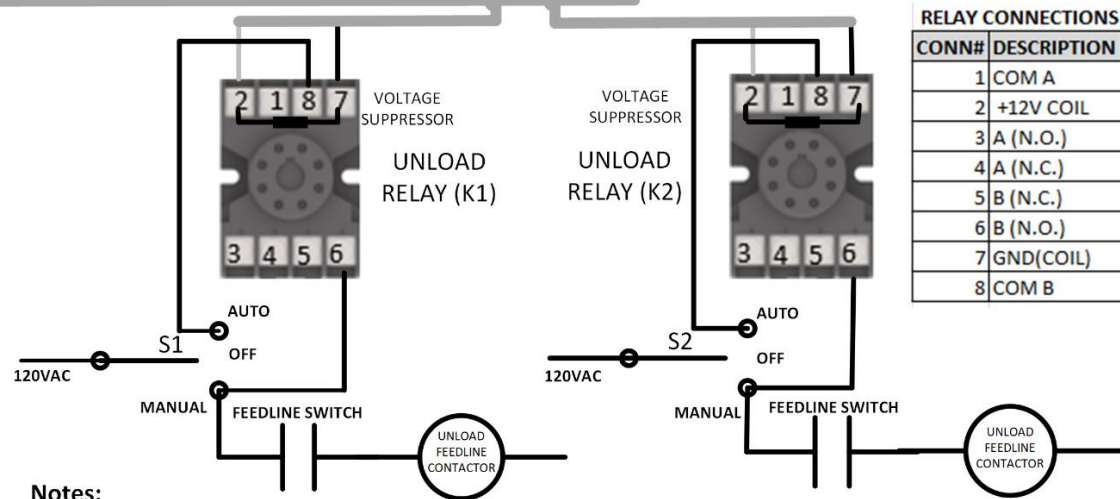 RELAY CONNECTIONS
CONN# DESCRIPTION
1 COM A
2 +12V COIL
3 A (N.O.)
4 A (N.C.)
5 B (N.C.)
6 B (N.O.)
7 GND(COIL)
8 COM B
2 1 8 7
VOLTAGE
SUPPRESSOR
UNLOAD
RELAY (K1)
3 4 5 6
AUTO
S1
OFF
120VAC
MANUAL
FEEDLINE SWITCH
UNLOAD
FEEDLINE
CONTACTOR
VOLTAGE
SUPPRESSOR
2 1 8 7
UNLOAD
RELAY (K2)
3 4 5 6
AUTO
S2
OFF
120VAC
MANUAL
FEEDLINE SWITCH
UNLOAD
FEEDLINE
CONTACTOR
Notes: